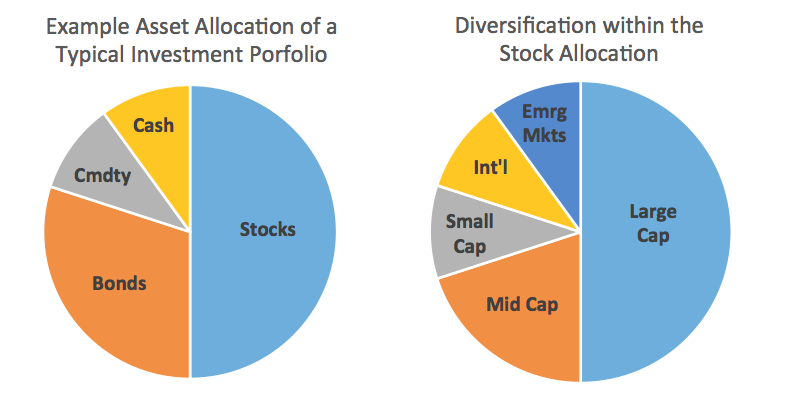 Example Asset Allocation of a
Typical Investment Porfolio
Cash
Cmdty
Stocks
Bonds
Diversification within the
Stock Allocation
Emrg
Mkts
Int'l
Large
Cap
Small
Cap
Mid Cap